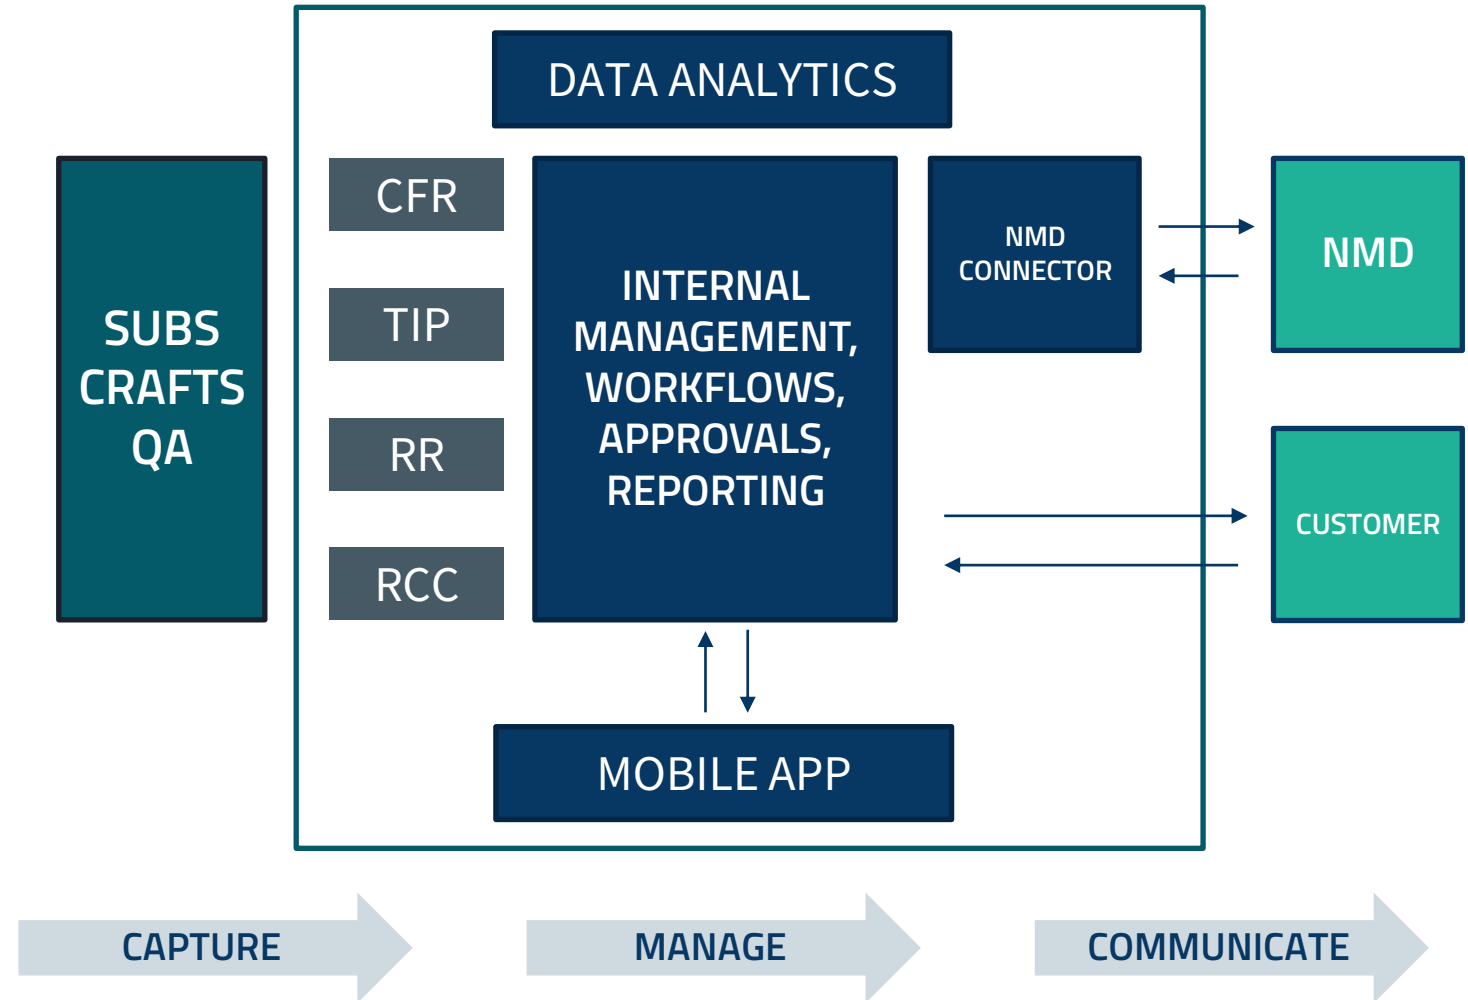 DATA ANALYTICS
SUBS
CRAFTS
QA
CFR
TIP
RR
RCC
INTERNAL
MANAGEMENT,
WORKFLOWS,
APPROVALS,
REPORTING
NMD
CONNECTOR
NMD
CUSTOMER
MOBILE APP
CAPTURE
MANAGE
COMMUNICATE